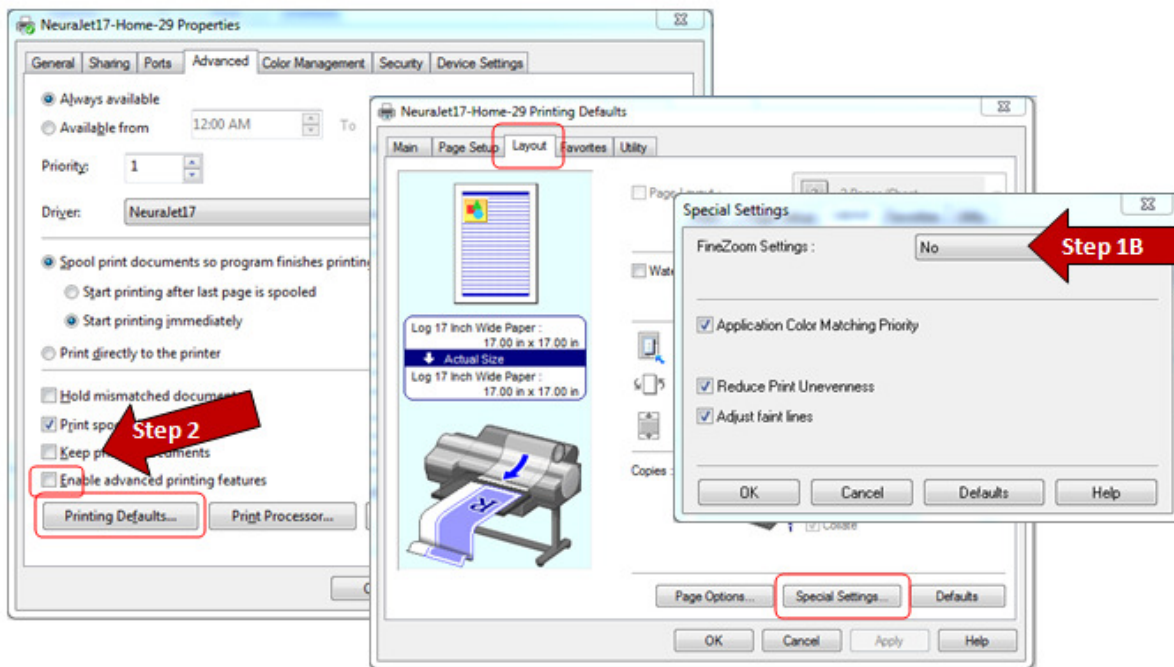 NeuraJet17-Home-29 Properties
General Sharing Ports Advanced Color Management Security Device Settings
Always available
Available from 12:00 AM To
Priority: 1
Driver: NeuraJet17
Spool print documents so program finishes printing
Start printing after last page is spooled
Start printing immediately
Print directly to the printer
Hold mismatched document
Print spoo
Step 2
Keep pr documents
Enable advanced printing features
Printing Defaults... Print Processor...
NeuraJet17-Home-29 Printing Defaults
Main Page Setup Layout Favorites Utility
Log 17 Inch Wide Paper :
17.00 in x 17.00 in
Actual Size
Log 17 Inch Wide Paper :
17.00 in x 17.00 in
R
Copies :
Collate
Page Options... Special Settings... Defaults
OK Cancel Apply Help
Special Settings
FineZoom Settings : No
Step 1B
Application Color Matching Priority
Reduce Print Unevenness
Adjust faint lines
OK Cancel Defaults Help